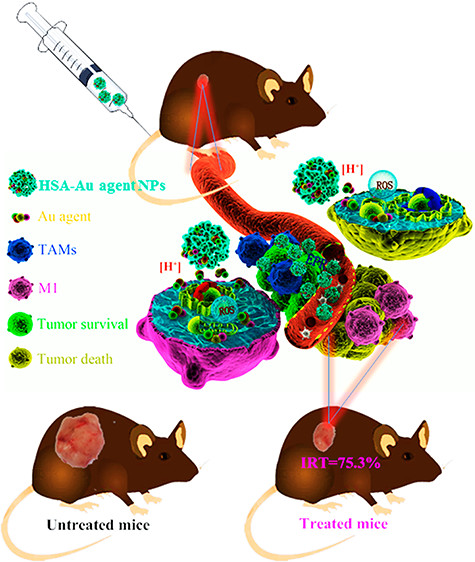 [H⁺]
ROS
HSA-Au agent NPs
Au agent
TAMs
[H⁺]
M1
ROS
Tumor survival
Tumor death
IRT=75.3%
Untreated mice
Treated mice